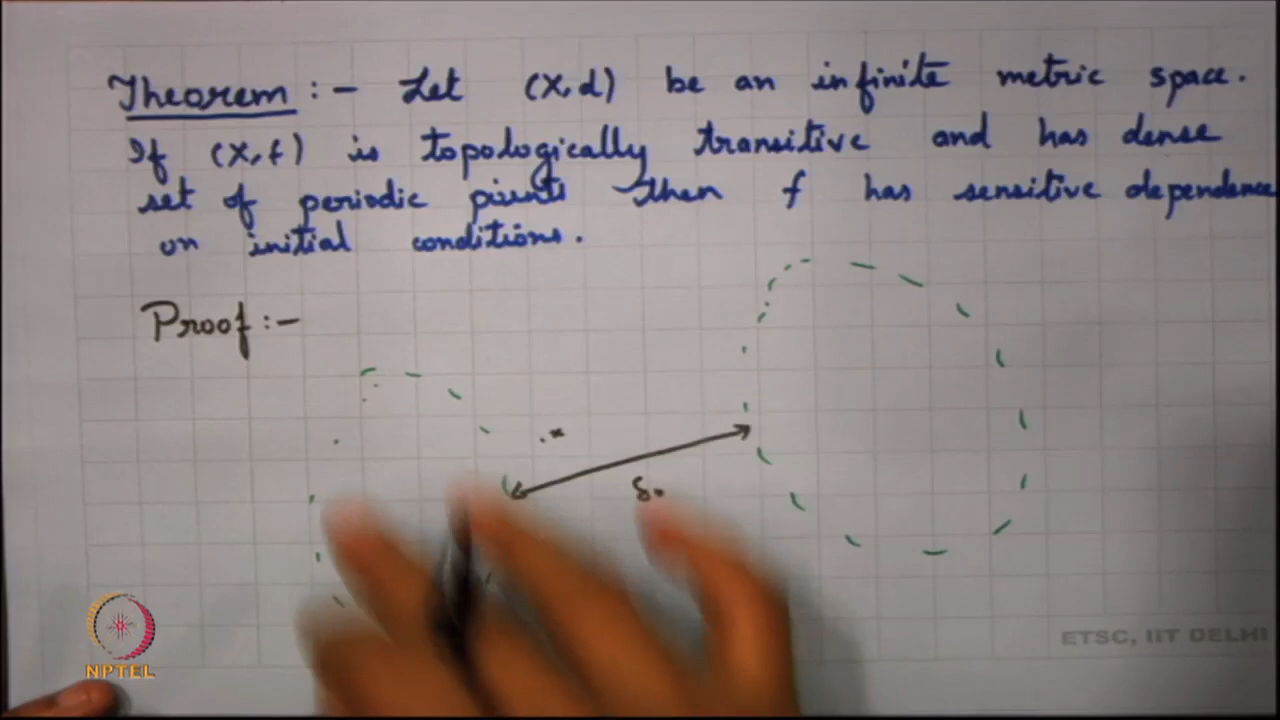 Theorem :- Let (X,d) be an infinite metric space.
If (X,f) is topologically transitive and has dense
set of periodic points then f has sensitive dependence
on initial conditions.
Proof :-
.x
δ₀
NPTEL
ETSC, IIT DELHI